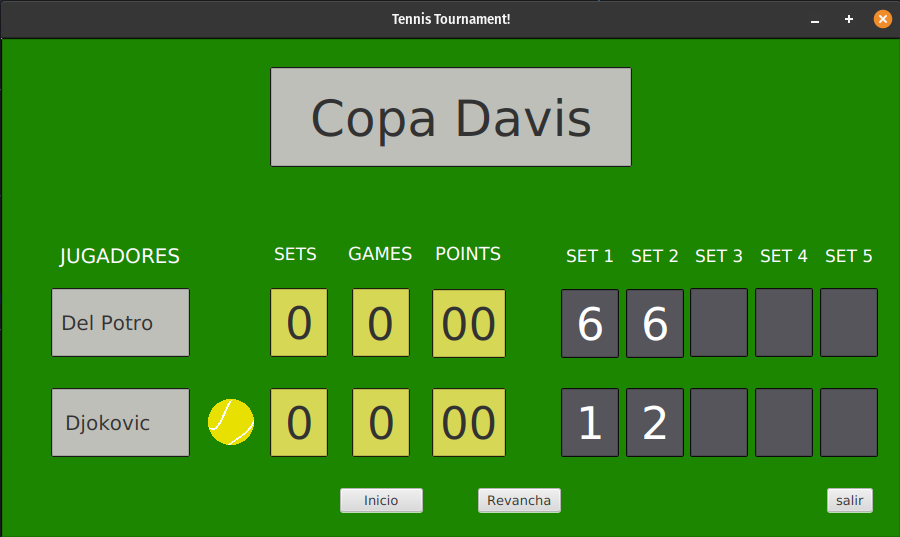 Tennis Tournament!
Copa Davis
JUGADORES SETS GAMES POINTS SET 1 SET 2 SET 3 SET 4 SET 5
Del Potro 0 0 00 6 6
Djokovic 0 0 00 1 2
Inicio Revancha salir